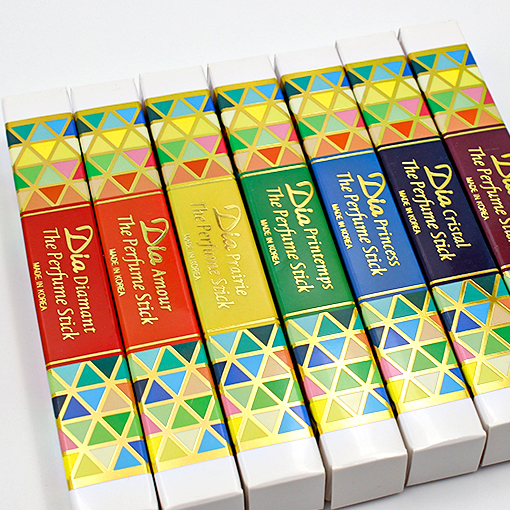 Dia Diamant
The Perfume Stick
MADE IN KOREA
Dia Amour
The Perfume Stick
MADE IN KOREA
Dia Prairie
The Perfume Stick
MADE IN KOREA
Dia Printemps
The Perfume Stick
MADE IN KOREA
Dia Princess
The Perfume Stick
MADE IN KOREA
Dia Cristal
The Perfume Stick
MADE IN KOREA